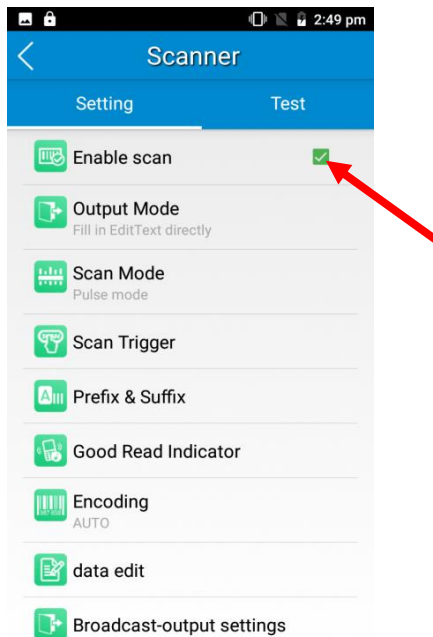 2:49 pm
Scanner
Setting
Test
Enable scan
Output Mode
Fill in EditText directly
Scan Mode
Pulse mode
Scan Trigger
Prefix & Suffix
Good Read Indicator
Encoding
AUTO
data edit
Broadcast-output settings